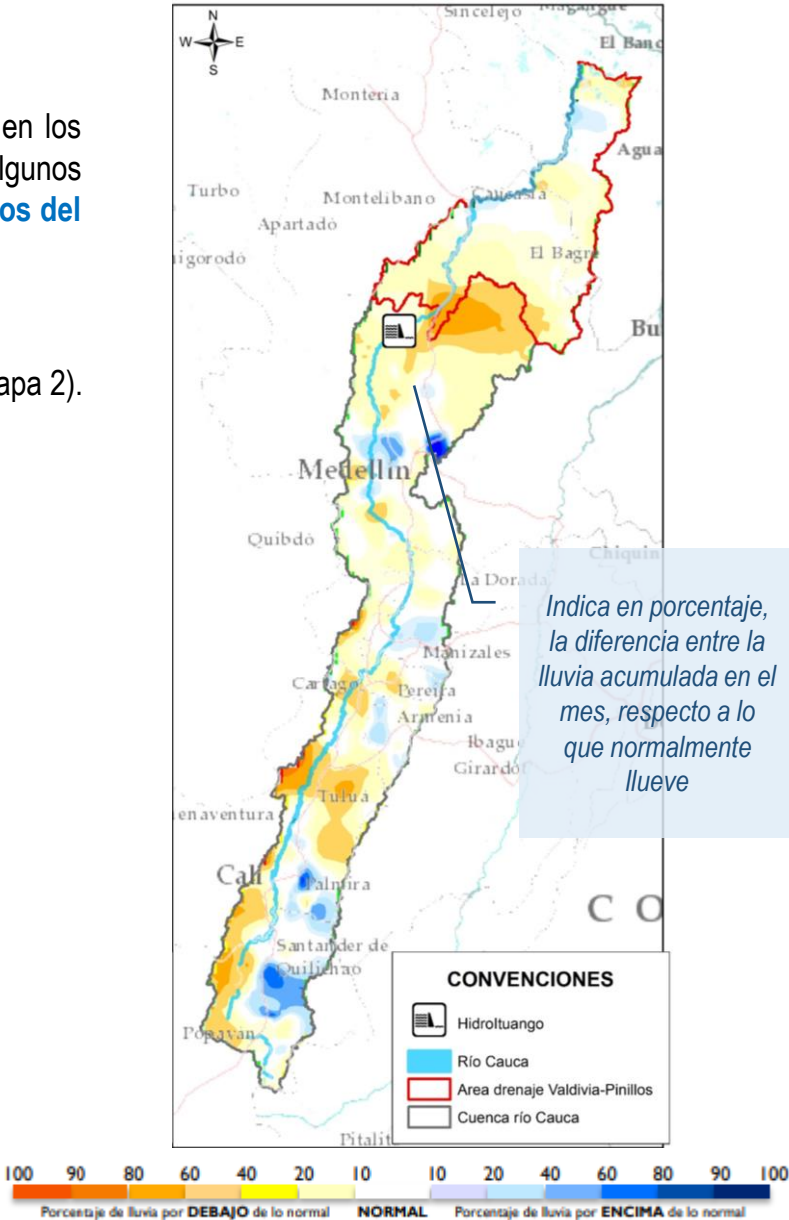 en los
lgunos
os del
apa 2).
N
W E
S
Sincelejo
Magangue
El Banc
Montería
Agua
Turbo
Montelibano
Caucasia
Apartadó
igorodó
El Bagre
Bu
Medellín
Quibdó
Chiquin
La Dorada
Manizales
Cartago
Pereira
Armenia
Ibagué
Girardot
Tuluá
enaventura
Cali
Palmira
C O
Santander de
Quilichao
Popayán
Pitalit
Indica en porcentaje,
la diferencia entre la
lluvia acumulada en el
mes, respecto a lo
que normalmente
llueve
CONVENCIONES
HidroItuango
Río Cauca
Area drenaje Valdivia-Pinillos
Cuenca río Cauca
100 90 80 60 40 20 10 10 20 40 60 80 90 100
Porcentaje de lluvia por DEBAJO de lo normal NORMAL Porcentaje de lluvia por ENCIMA de lo normal